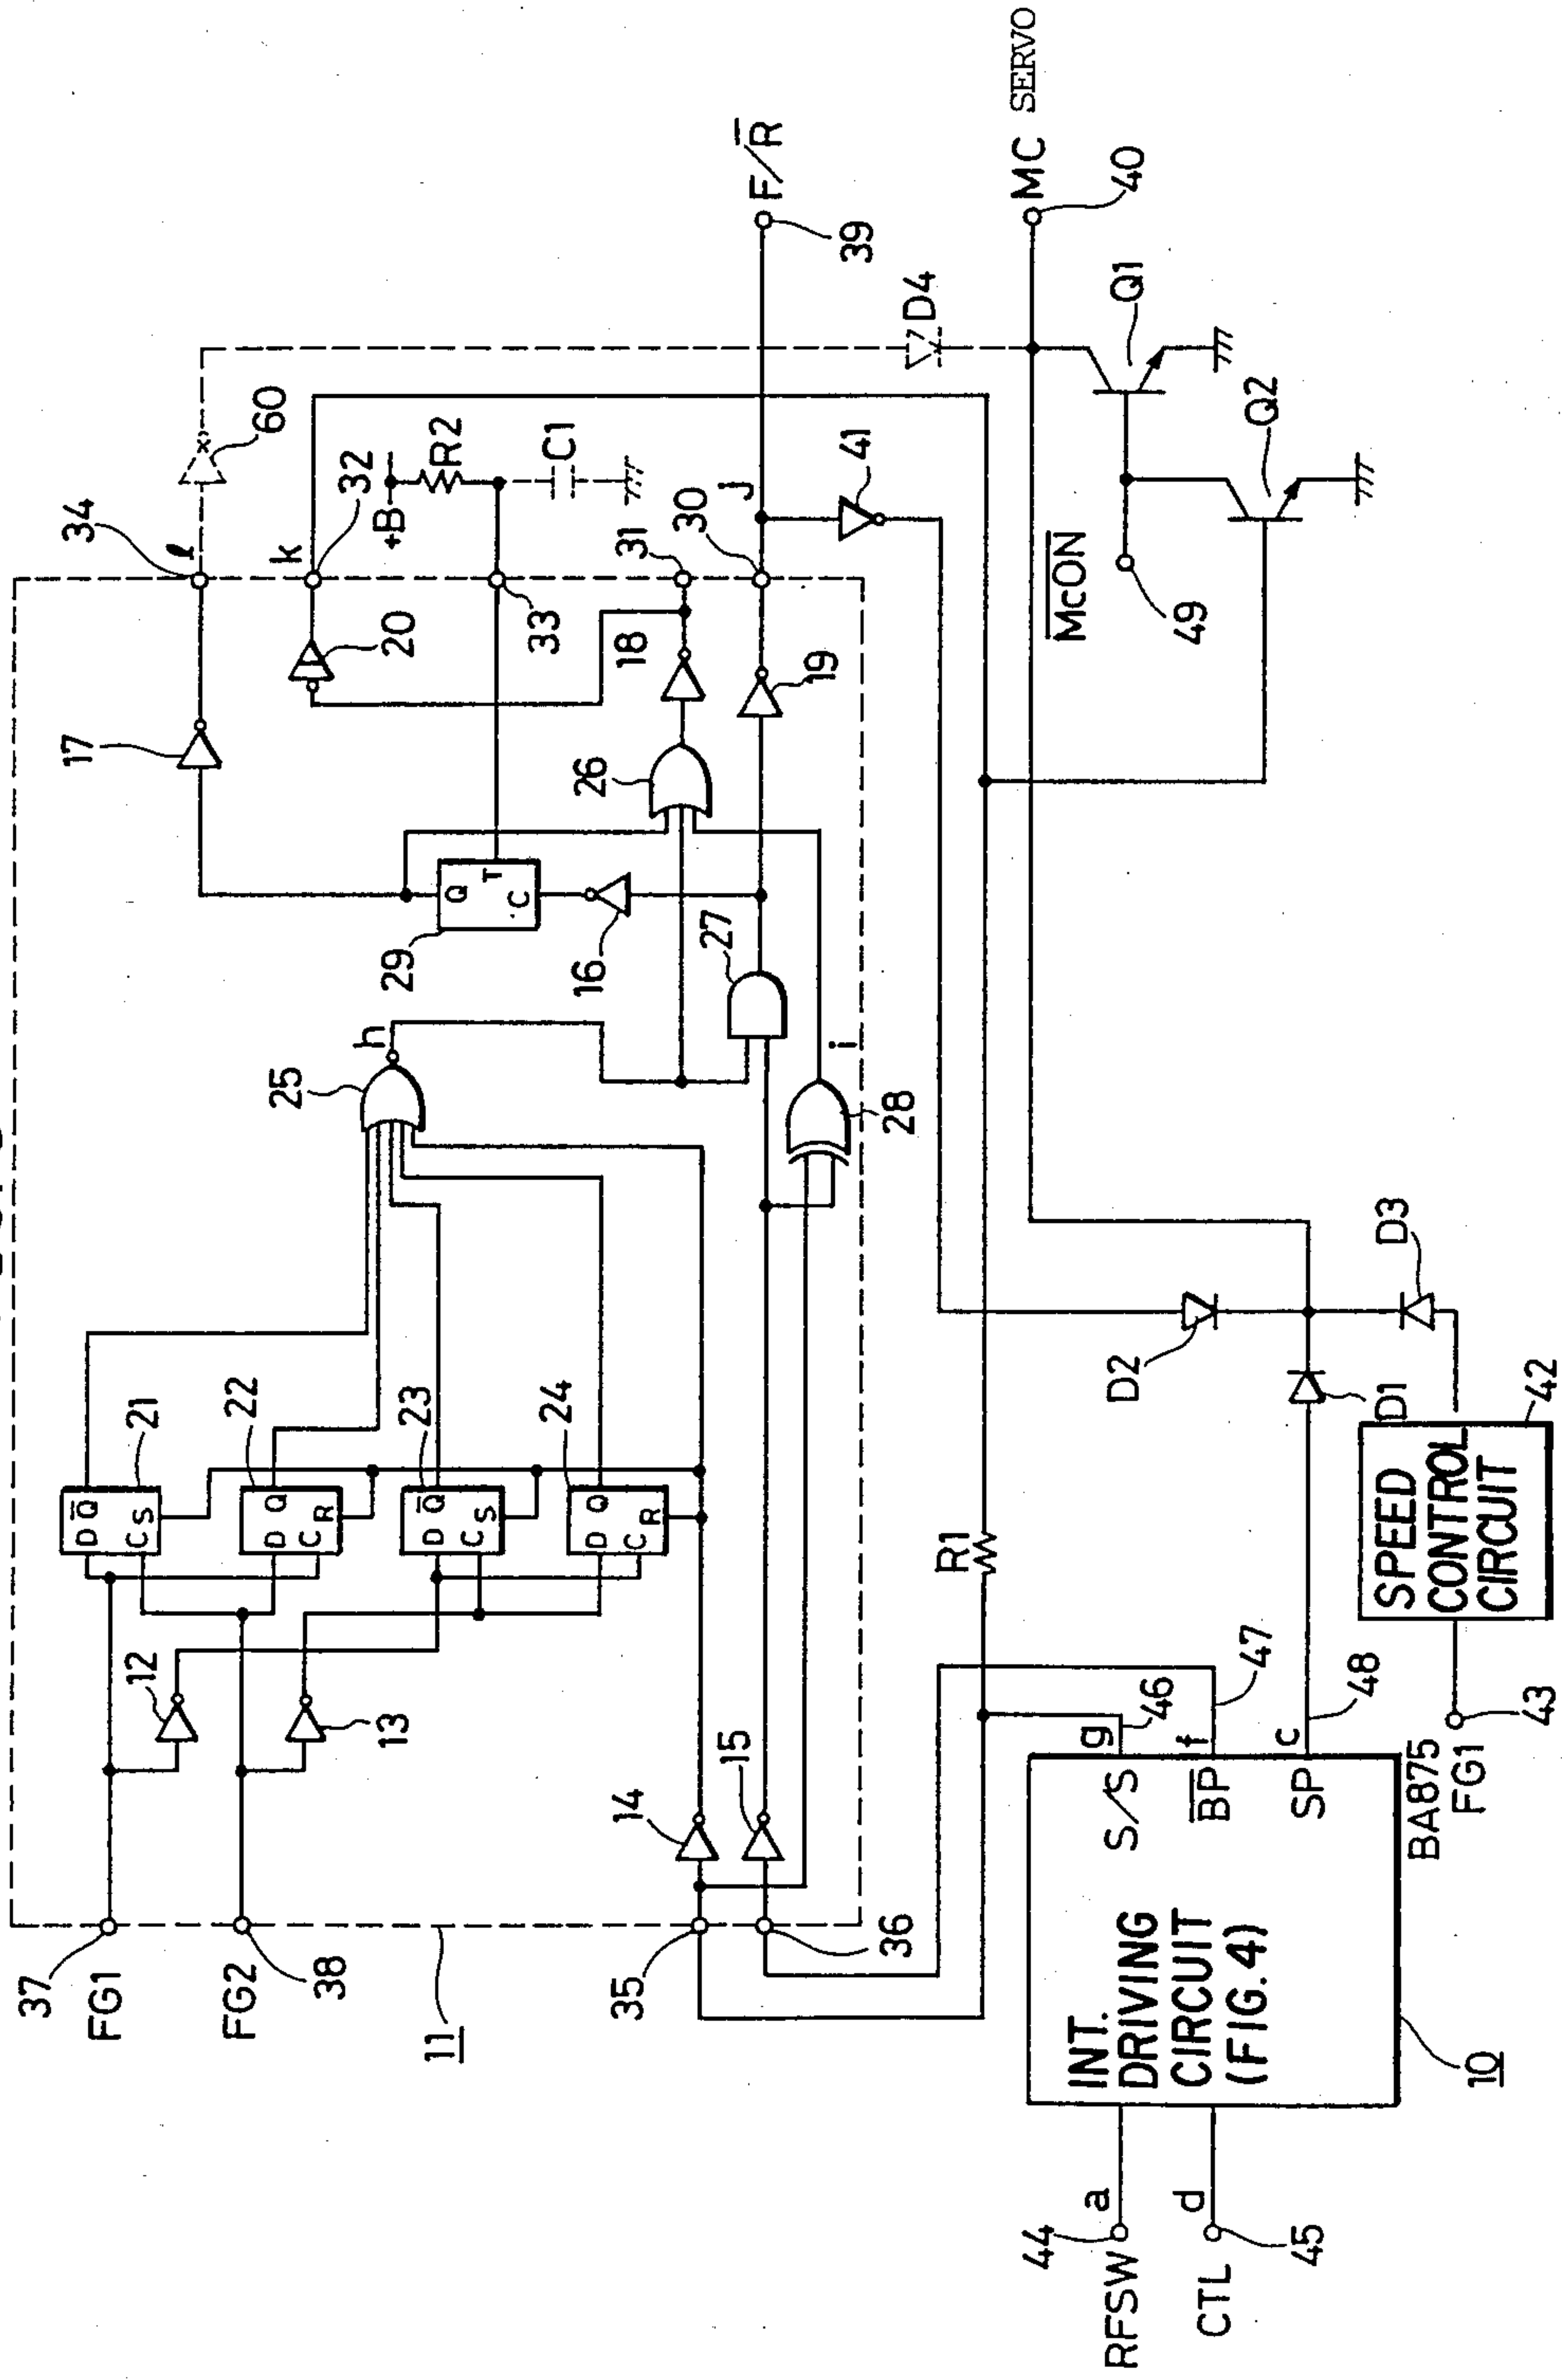 37
FG1
FG2
38
11
35
36
12
13
14
15
D Q̅
C S
21
D Q
C R
22
D Q̅
C S
23
D Q
C R
24
25
h
26
27
28
i
29
Q
T
C
16
17
18
19
20
34
ℓ
k
32
+B
R2
33
C1
31
30
j
60
41
F/R̅
39
D4
MC SERVO
40
Q1
Q2
M̅c̅O̅N̅
49
R1
D2
D1
D3
SPEED
CONTROL
CIRCUIT
42
43
FG1
BA875
46
47
48
g
f
c
S/S
B̅P̅
SP
INT.
DRIVING
CIRCUIT
(FIG.4)
10
44
a
RFSW
d
CTL
45